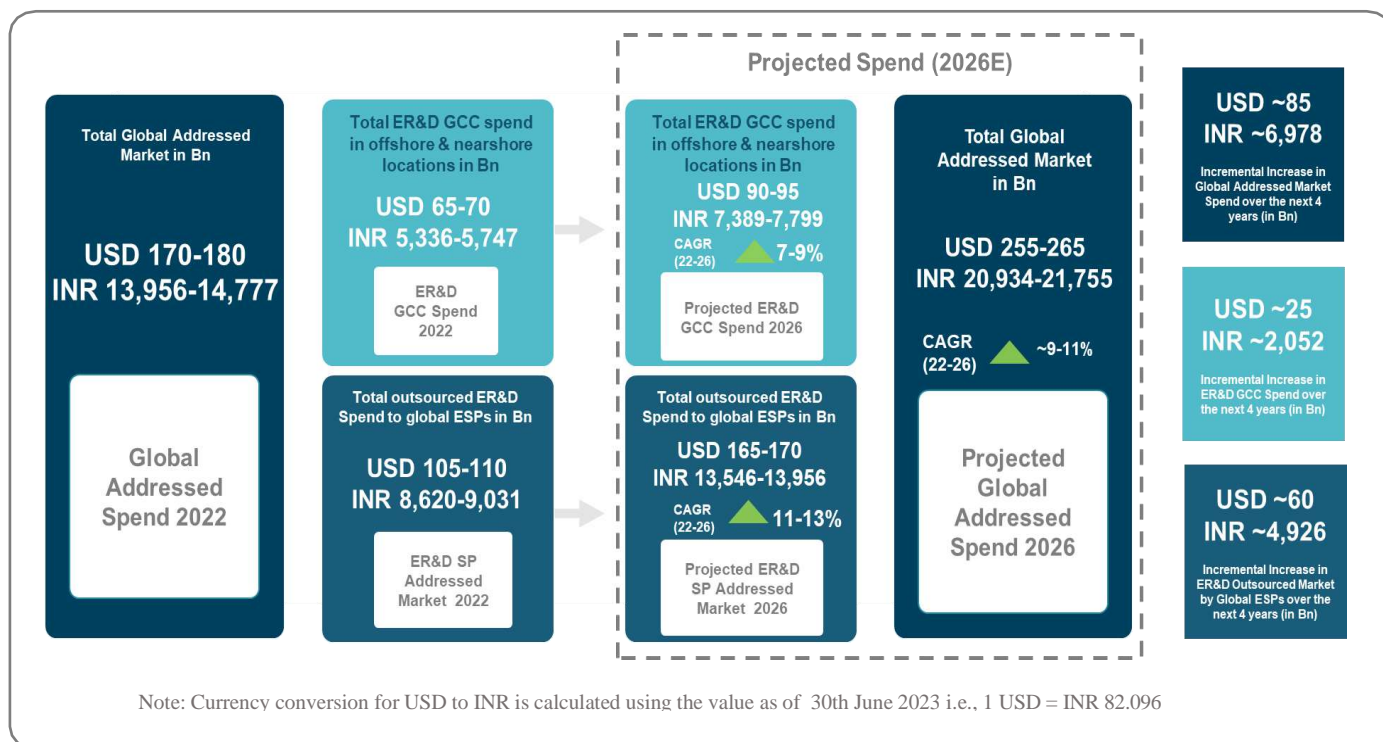 Projected Spend (2026E)
Total Global Addressed
Market in Bn
USD 170-180
INR 13,956-14,777
Global
Addressed
Spend 2022
Total ER&D GCC spend
in offshore & nearshore
locations in Bn
USD 65-70
INR 5,336-5,747
ER&D
GCC Spend
2022
Total outsourced ER&D
Spend to global ESPs in Bn
USD 105-110
INR 8,620-9,031
ER&D SP
Addressed
Market 2022
Total ER&D GCC spend
in offshore & nearshore
locations in Bn
USD 90-95
INR 7,389-7,799
CAGR
(22-26)
7-9%
Projected ER&D
GCC Spend 2026
Total outsourced ER&D
Spend to global ESPs in Bn
USD 165-170
INR 13,546-13,956
CAGR
(22-26)
11-13%
Projected ER&D
SP Addressed
Market 2026
Total Global
Addressed Market
in Bn
USD 255-265
INR 20,934-21,755
CAGR
(22-26)
~9-11%
Projected
Global
Addressed
Spend 2026
USD ~85
INR ~6,978
Incremental Increase in
Global Addressed Market
Spend over the next 4
years (in Bn)
USD ~25
INR ~2,052
Incremental Increase in
ER&D GCC Spend over
the next 4 years (in Bn)
USD ~60
INR ~4,926
Incremental Increase in
ER&D Outsourced Market
by Global ESPs over the
next 4 years (in Bn)
Note: Currency conversion for USD to INR is calculated using the value as of 30th June 2023 i.e., 1 USD = INR 82.096